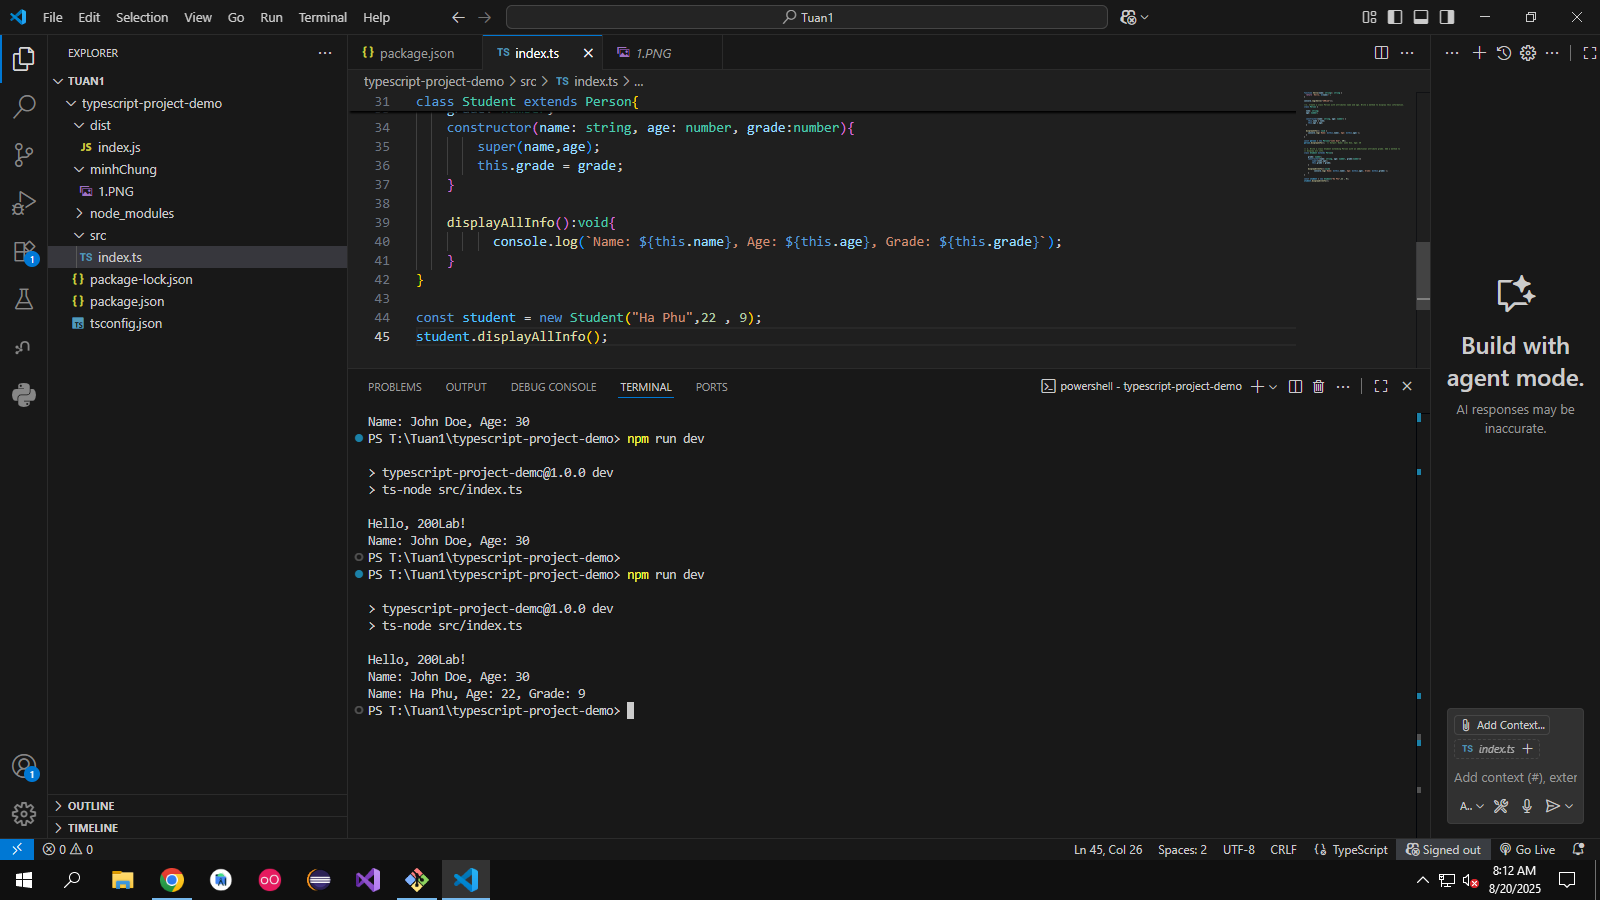 File Edit Selection View Go Run Terminal Help
Tuan1
EXPLORER
TUAN1
typescript-project-demo
dist
JS index.js
minhChung
1.PNG
node_modules
src
TS index.ts
{} package-lock.json
{} package.json
TS tsconfig.json
OUTLINE
TIMELINE
{} package.json
TS index.ts
1.PNG
typescript-project-demo > src > TS index.ts > ...
31 class Student extends Person{
34 constructor(name: string, age: number, grade:number){
35 super(name,age);
36 this.grade = grade;
37 }
38
39 displayAllInfo():void{
40 console.log(`Name: ${this.name}, Age: ${this.age}, Grade: ${this.grade}`);
41 }
42 }
43
44 const student = new Student("Ha Phu",22 , 9);
45 student.displayAllInfo();
PROBLEMS OUTPUT DEBUG CONSOLE TERMINAL PORTS
powershell - typescript-project-demo
Name: John Doe, Age: 30
PS T:\Tuan1\typescript-project-demo> npm run dev
> typescript-project-demo@1.0.0 dev
> ts-node src/index.ts
Hello, 200Lab!
Name: John Doe, Age: 30
PS T:\Tuan1\typescript-project-demo>
PS T:\Tuan1\typescript-project-demo> npm run dev
> typescript-project-demo@1.0.0 dev
> ts-node src/index.ts
Hello, 200Lab!
Name: John Doe, Age: 30
Name: Ha Phu, Age: 22, Grade: 9
PS T:\Tuan1\typescript-project-demo>
Build with
agent mode.
AI responses may be
inaccurate.
Add Context...
TS index.ts +
Add context (#), exter
A..
1
1
0 0
Ln 45, Col 26 Spaces: 2 UTF-8 CRLF {} TypeScript Signed out Go Live
8:12 AM
8/20/2025